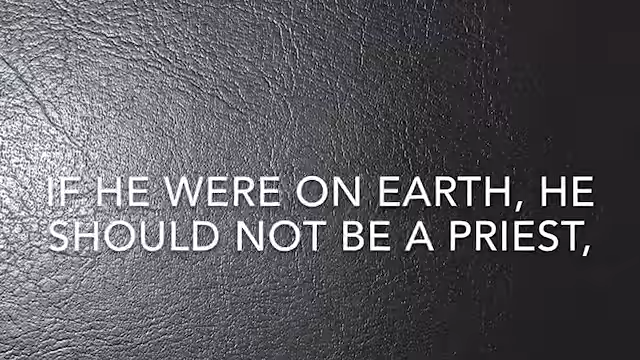 IF HE WERE ON EARTH, HE
SHOULD NOT BE A PRIEST,